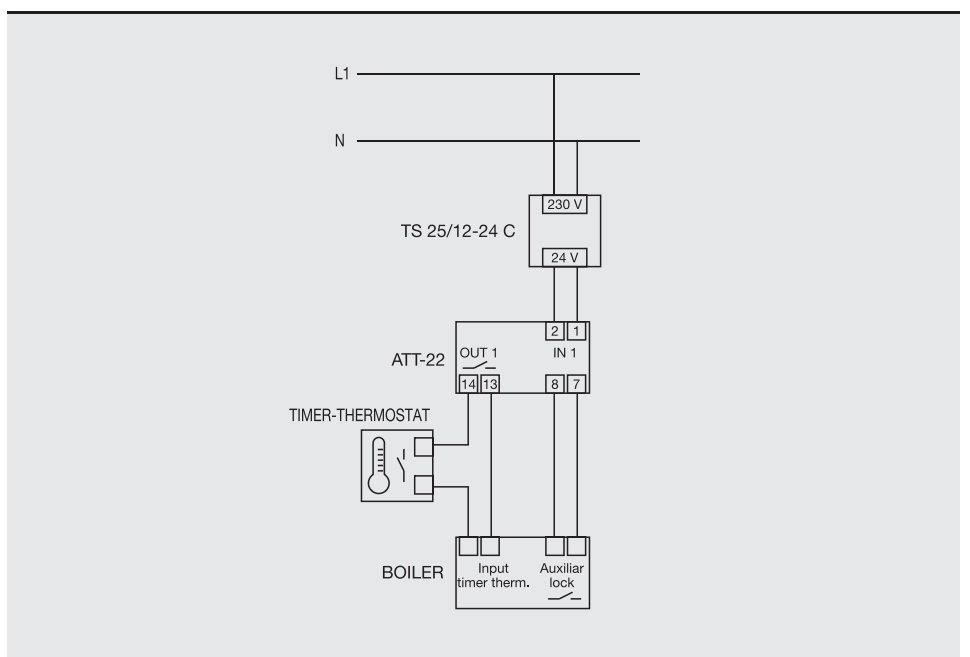 L1
N
230 V
TS 25/12-24 C
24 V
2 1
ATT-22
OUT 1 IN 1
14 13 8 7
TIMER-THERMOSTAT
BOILER
Input
timer therm.
Auxiliar
lock